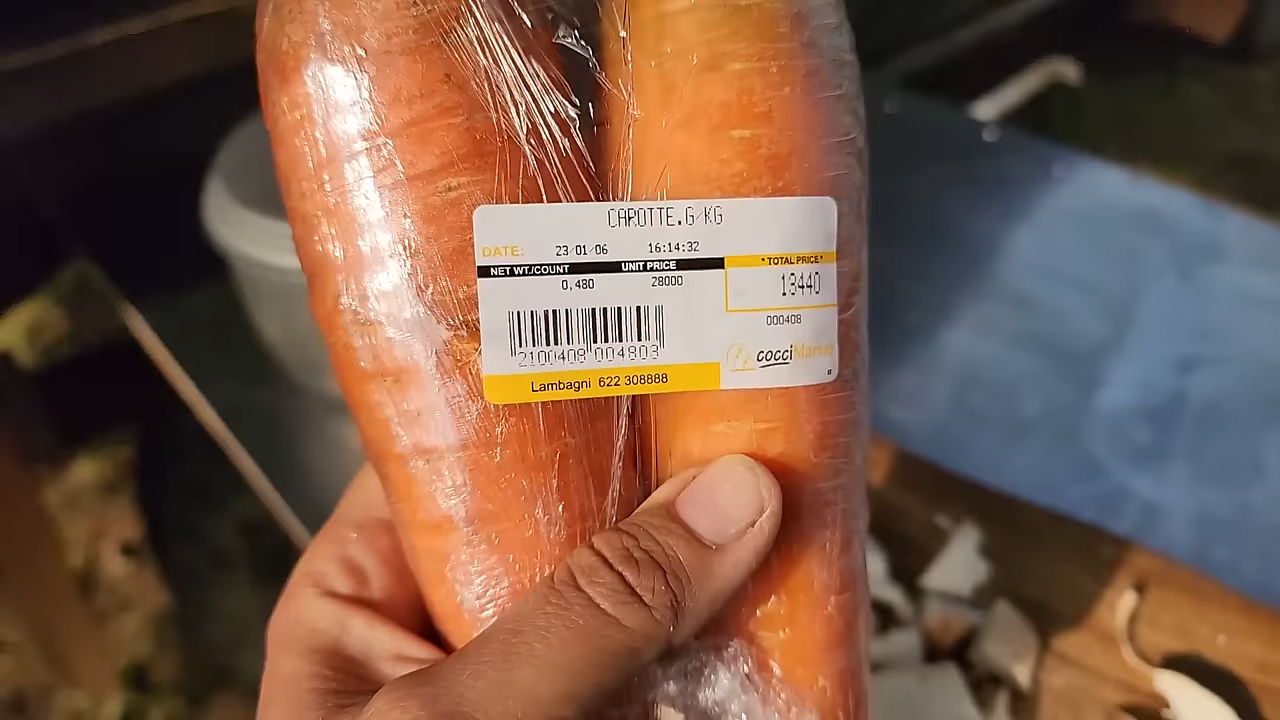 CAROTTE.G/KG
DATE: 23/01/06 16:14:32
NET WT./COUNT UNIT PRICE *TOTAL PRICE*
0,480 28000 13440
000408
2100408 004803
cocciMarket
Lambagni 622 308888